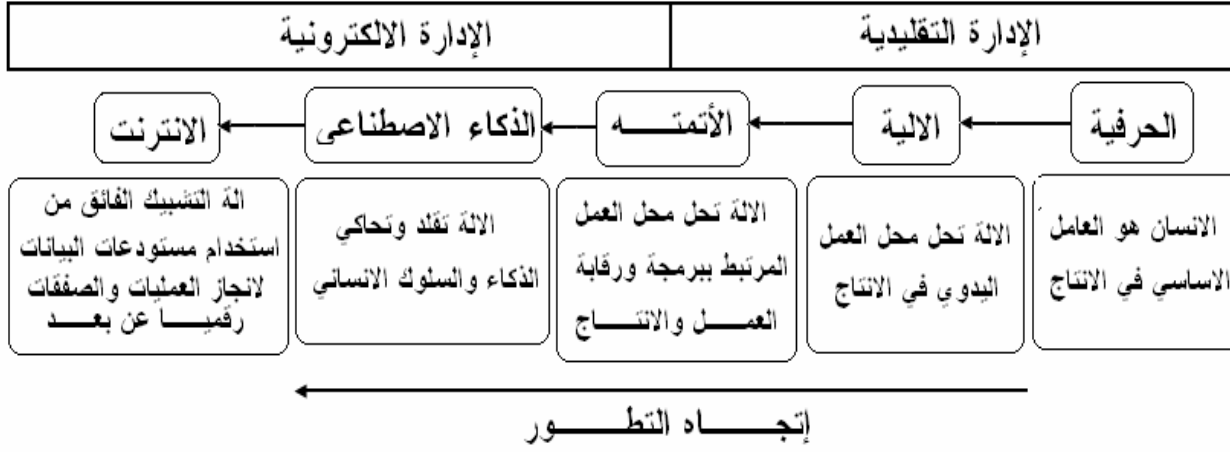 الإدارة التقليدية
الإدارة الالكترونية
الحرفية
الالية
الأتمتـــــه
الذكاء الاصطناعى
الانترنت
الانسان هو العامل
الاساسي في الانتاج
الالة تحل محل العمل
اليدوي في الانتاج
الالة تحل محل العمل
المرتبط ببرمجة ورقابة
العمـــل والانتـــاج
الالة تقلد وتحاكي
الذكاء والسلوك الانساني
الة التشبيك الفائق من
استخدام مستودعات البيانات
لانجاز العمليات والصفقات
رقميـــا عن بعـــد
إتجـــــاه التطـــــور